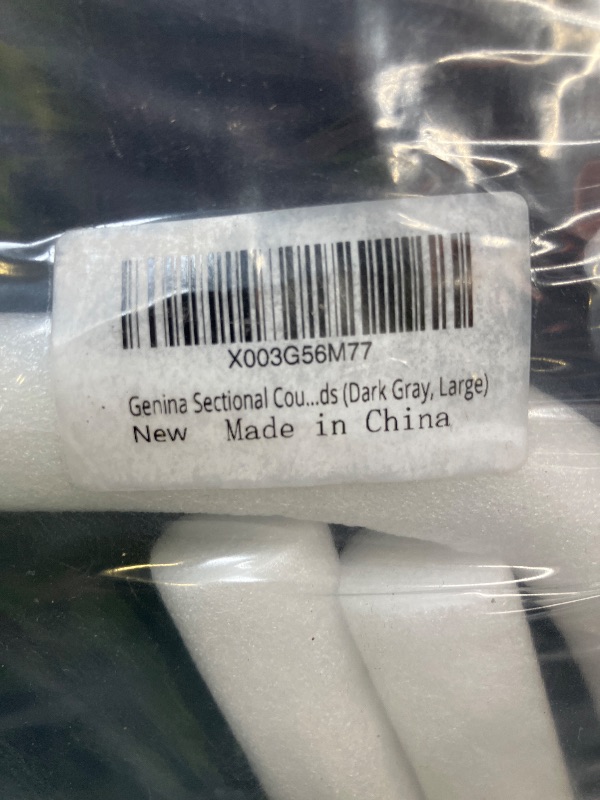 X003G56M77
Genina Sectional Cou...ds (Dark Gray, Large)
New Made in China